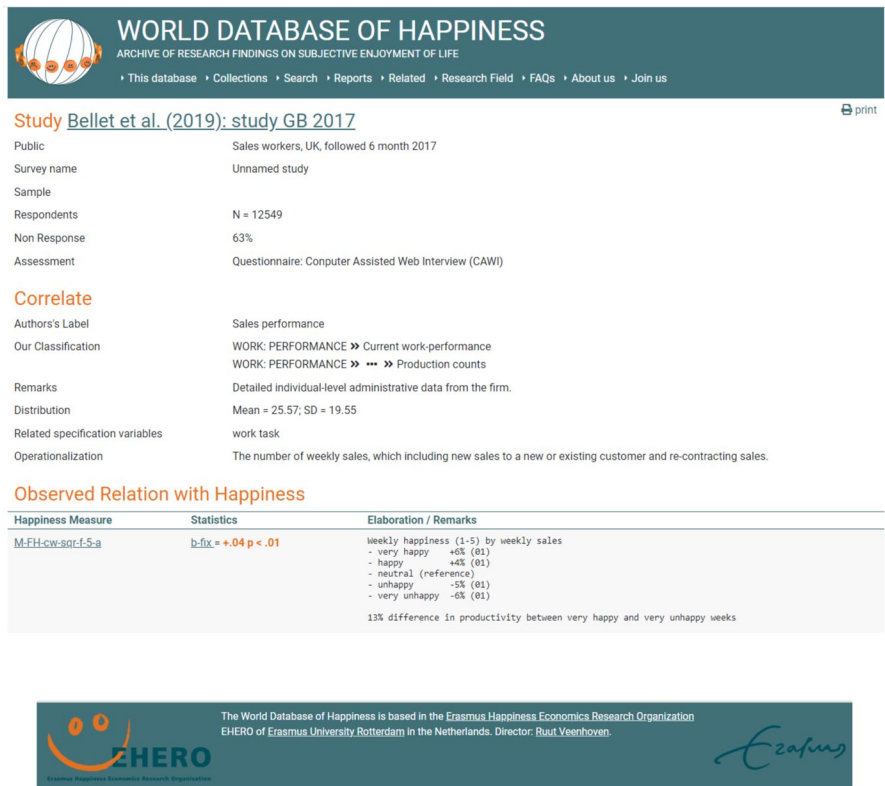 WORLD DATABASE OF HAPPINESS
ARCHIVE OF RESEARCH FINDINGS ON SUBJECTIVE ENJOYMENT OF LIFE
This database Collections Search Reports Related Research Field FAQs About us Join us
print
Study Bellet et al. (2019): study GB 2017
Public Sales workers, UK, followed 6 month 2017
Survey name Unnamed study
Sample
Respondents N = 12549
Non Response 63%
Assessment Questionnaire: Conputer Assisted Web Interview (CAWI)
Correlate
Authors's Label Sales performance
Our Classification WORK: PERFORMANCE » Current work-performance
WORK: PERFORMANCE » ••• » Production counts
Remarks Detailed individual-level administrative data from the firm.
Distribution Mean = 25.57; SD = 19.55
Related specification variables work task
Operationalization The number of weekly sales, which including new sales to a new or existing customer and re-contracting sales.
Observed Relation with Happiness
Happiness Measure Statistics Elaboration / Remarks
M-FH-cw-sqr-f-5-a b-fix = +.04 p < .01 Weekly happiness (1-5) by weekly sales
- very happy +6% (01)
- happy +4% (01)
- neutral (reference)
- unhappy -5% (01)
- very unhappy -6% (01)
13% difference in productivity between very happy and very unhappy weeks
The World Database of Happiness is based in the Erasmus Happiness Economics Research Organization
EHERO of Erasmus University Rotterdam in the Netherlands. Director: Ruut Veenhoven.
EHERO
Erasmus Happiness Economics Research Organization
Erasmus